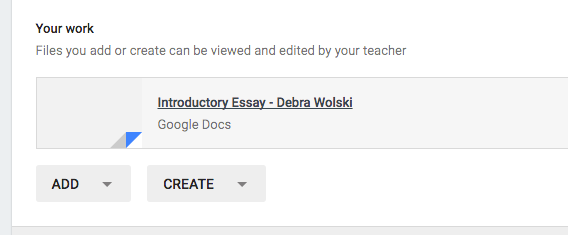 Your work
Files you add or create can be viewed and edited by your teacher
Introductory Essay - Debra Wolski
Google Docs
ADD CREATE